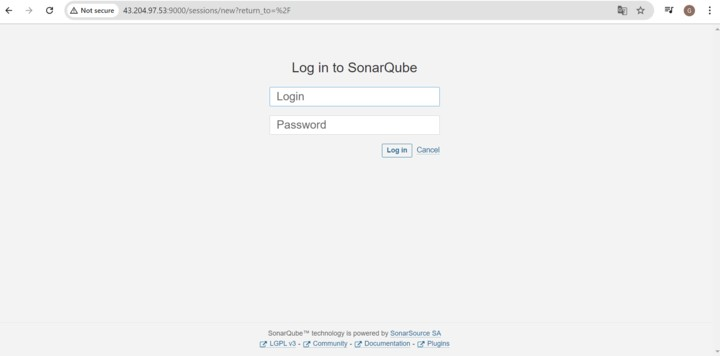 Not secure 43.204.97.53:9000/sessions/new?return_to=%2F
G
Log in to SonarQube
Login
Password
Log in Cancel
SonarQube™ technology is powered by SonarSource SA
LGPL v3 - Community - Documentation - Plugins